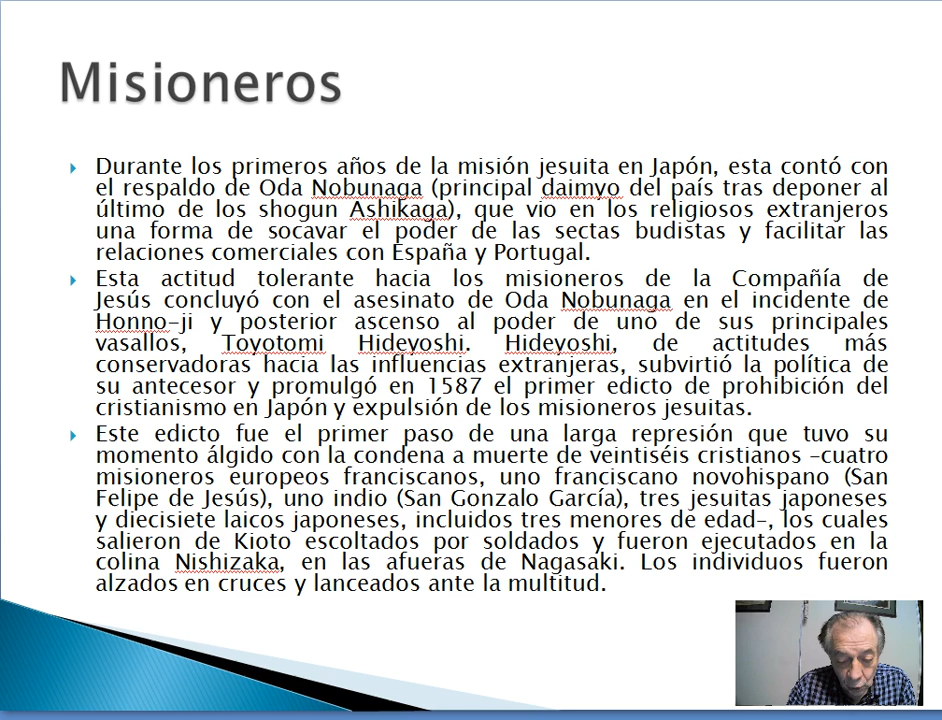 Misioneros
Durante los primeros años de la misión jesuita en Japón, esta contó con
el respaldo de Oda Nobunaga (principal daimyo del país tras deponer al
último de los shogun Ashikaga), que vio en los religiosos extranjeros
una forma de socavar el poder de las sectas budistas y facilitar las
relaciones comerciales con España y Portugal.
Esta actitud tolerante hacia los misioneros de la Compañía de
Jesús concluyó con el asesinato de Oda Nobunaga en el incidente de
Honno-ji y posterior ascenso al poder de uno de sus principales
vasallos, Toyotomi Hideyoshi. Hideyoshi, de actitudes más
conservadoras hacia las influencias extranjeras, subvirtió la política de
su antecesor y promulgó en 1587 el primer edicto de prohibición del
cristianismo en Japón y expulsión de los misioneros jesuitas.
Este edicto fue el primer paso de una larga represión que tuvo su
momento álgido con la condena a muerte de veintiséis cristianos -cuatro
misioneros europeos franciscanos, uno franciscano novohispano (San
Felipe de Jesús), uno indio (San Gonzalo García), tres jesuitas japoneses
y diecisiete laicos japoneses, incluidos tres menores de edad-, los cuales
salieron de Kioto escoltados por soldados y fueron ejecutados en la
colina Nishizaka, en las afueras de Nagasaki. Los individuos fueron
alzados en cruces y lanceados ante la multitud.